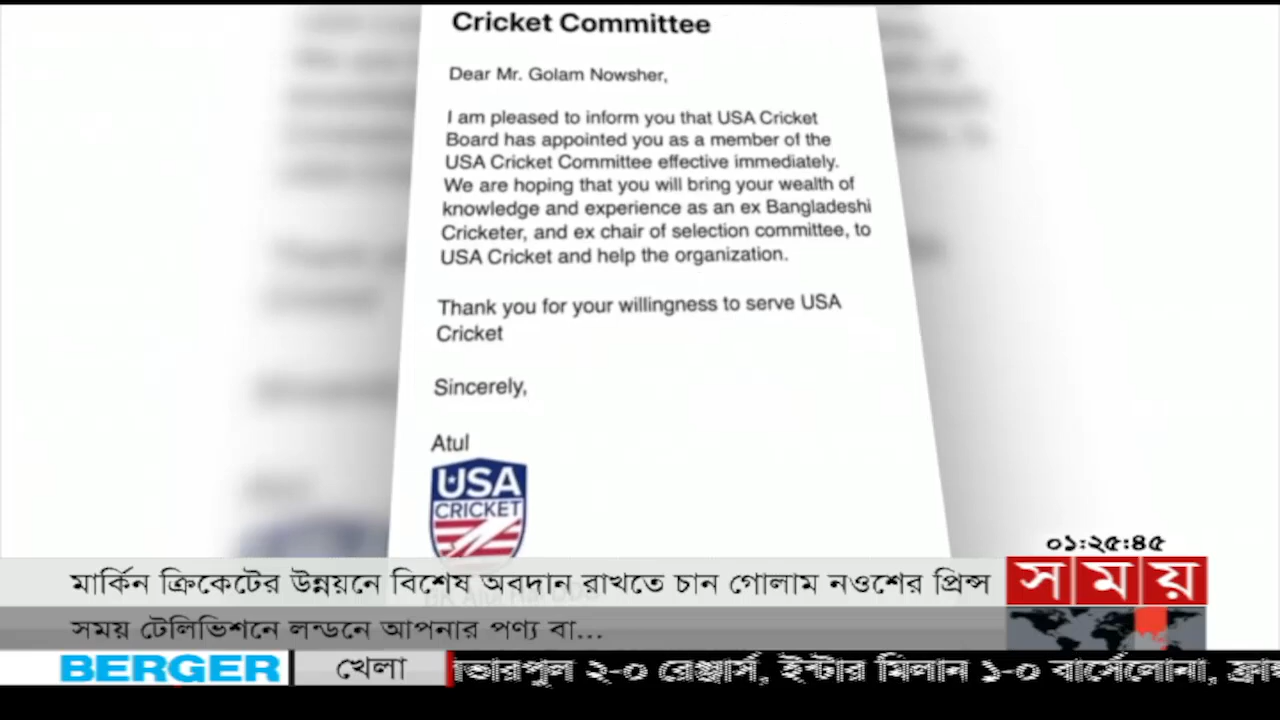 Cricket Committee
Dear Mr. Golam Nowsher,
I am pleased to inform you that USA Cricket
Board has appointed you as a member of the
USA Cricket Committee effective immediately.
We are hoping that you will bring your wealth of
knowledge and experience as an ex Bangladeshi
Cricketer, and ex chair of selection committee, to
USA Cricket and help the organization.
Thank you for your willingness to serve USA
Cricket
Sincerely,
Atul
USA
CRICKET
০১:২৫:৪৫
মার্কিন ক্রিকেটের উন্নয়নে বিশেষ অবদান রাখতে চান গোলাম নওশের প্রিন্স
সময়
সময় টেলিভিশনে লন্ডনে আপনার পণ্য বা...
BERGER খেলা ২-০ রেঞ্জার্স, ইন্টার মিলান ১-০ বার্সেলোনা,